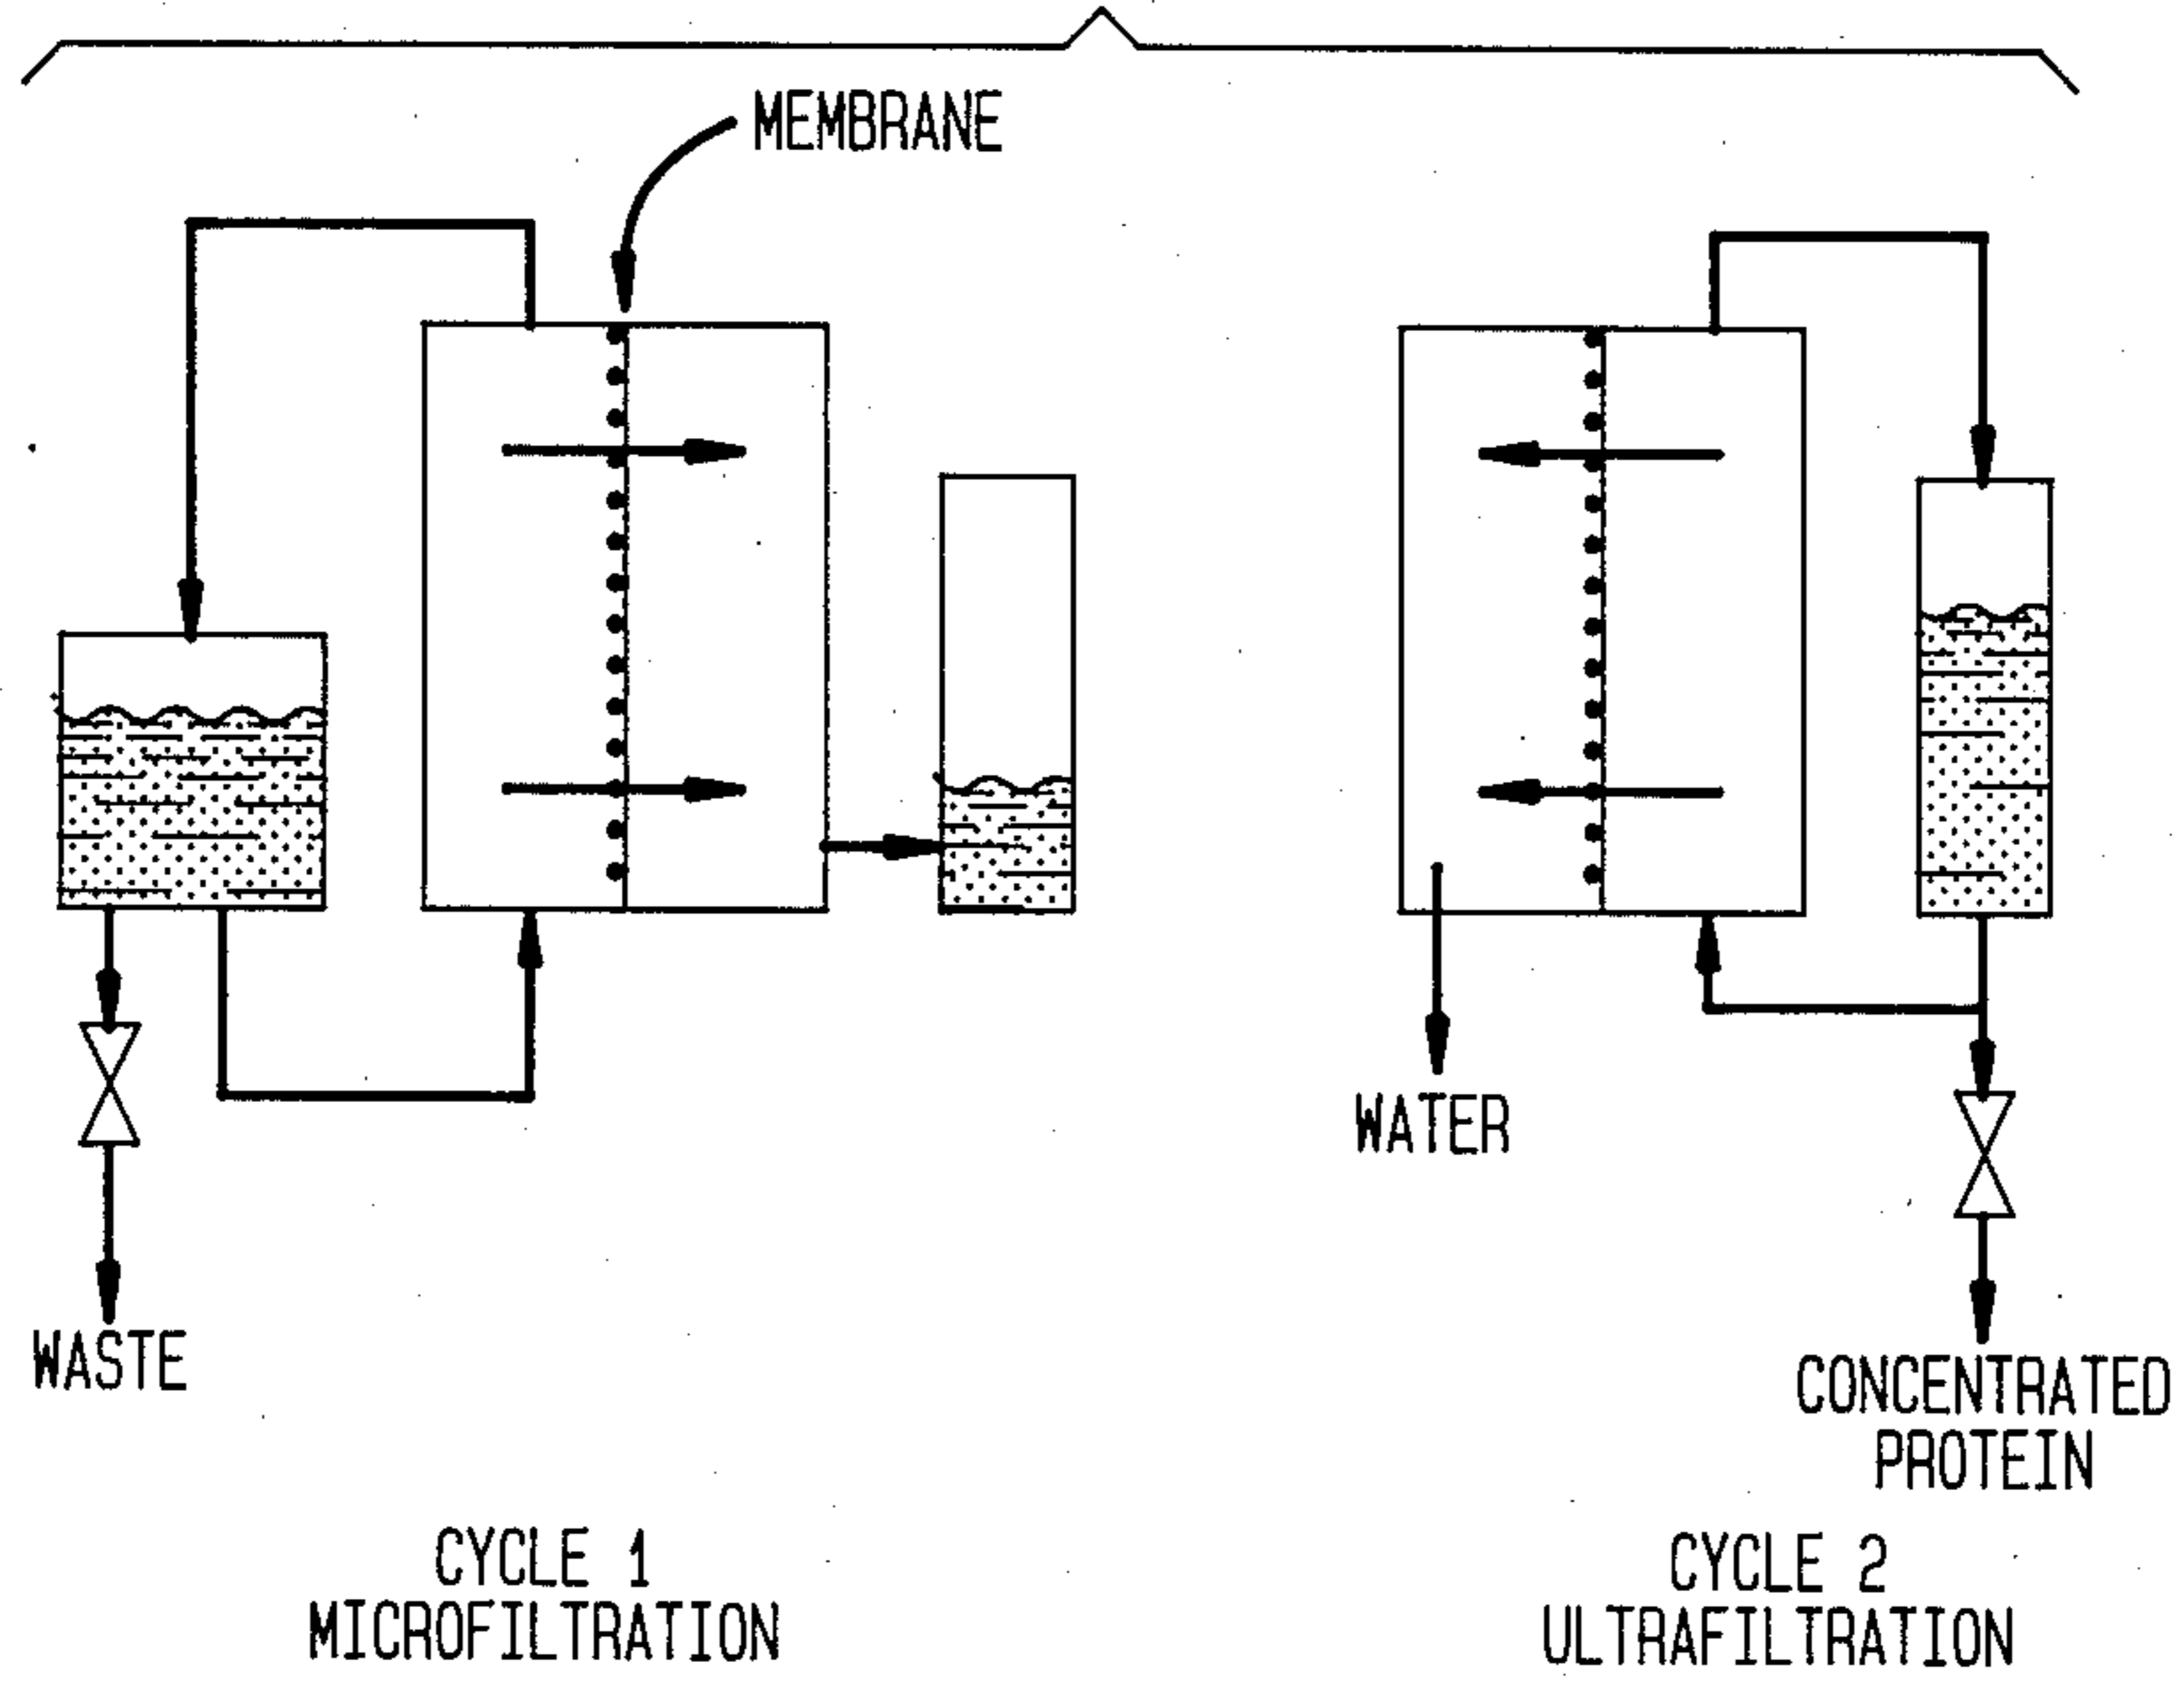 MEMBRANE
WATER
WASTE
CONCENTRATED
PROTEIN
CYCLE 1
MICROFILTRATION
CYCLE 2
ULTRAFILTRATION